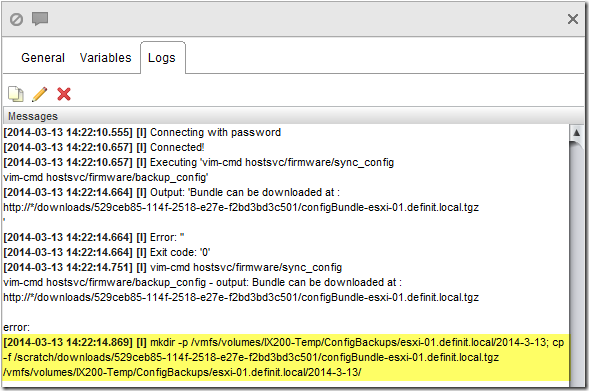 General Variables Logs
Messages
[2014-03-13 14:22:10.555] [I] Connecting with password
[2014-03-13 14:22:10.657] [I] Connected!
[2014-03-13 14:22:10.657] [I] Executing 'vim-cmd hostsvc/firmware/sync_config
vim-cmd hostsvc/firmware/backup_config'
[2014-03-13 14:22:14.664] [I] Output: 'Bundle can be downloaded at :
http://*/downloads/529ceb85-114f-2518-e27e-f2bd3bd3c501/configBundle-esxi-01.definit.local.tgz
'
[2014-03-13 14:22:14.664] [I] Error: ''
[2014-03-13 14:22:14.664] [I] Exit code: '0'
[2014-03-13 14:22:14.751] [I] vim-cmd hostsvc/firmware/sync_config
vim-cmd hostsvc/firmware/backup_config - output: Bundle can be downloaded at :
http://*/downloads/529ceb85-114f-2518-e27e-f2bd3bd3c501/configBundle-esxi-01.definit.local.tgz
error:
[2014-03-13 14:22:14.869] [I] mkdir -p /vmfs/volumes/IX200-Temp/ConfigBackups/esxi-01.definit.local/2014-3-13; cp
-f /scratch/downloads/529ceb85-114f-2518-e27e-f2bd3bd3c501/configBundle-esxi-01.definit.local.tgz
/vmfs/volumes/IX200-Temp/ConfigBackups/esxi-01.definit.local/2014-3-13/